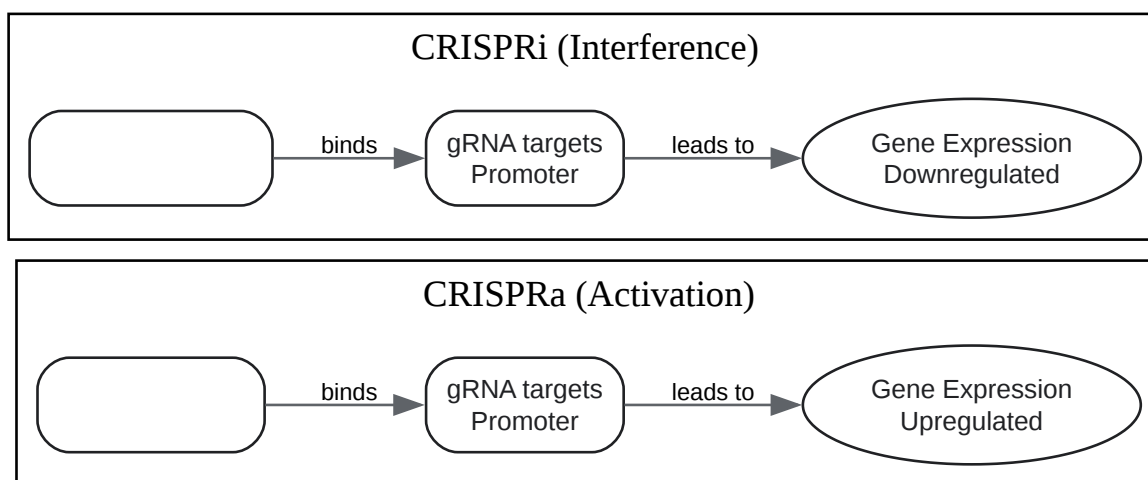 CRISPRi (Interference)
binds
gRNA targets
Promoter
leads to
Gene Expression
Downregulated
CRISPRa (Activation)
binds
gRNA targets
Promoter
leads to
Gene Expression
Upregulated